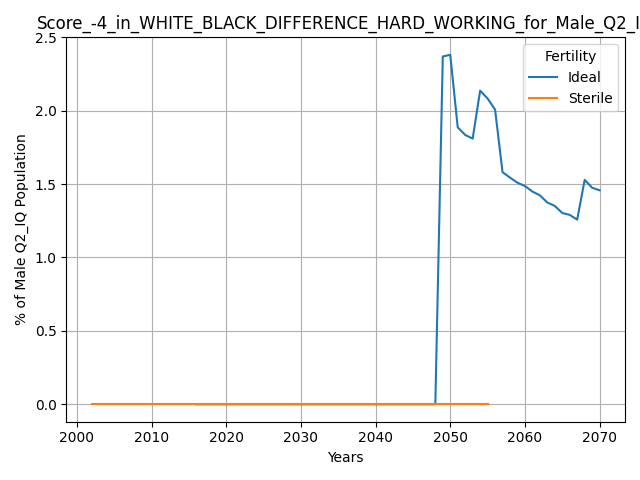 Score_-4_in_WHITE_BLACK_DIFFERENCE_HARD_WORKING_for_Male_Q2_I
2.5
Fertility
Ideal
Sterile
2.0
1.5
1.0
0.5
0.0
% of Male Q2_IQ Population
2000 2010 2020 2030 2040 2050 2060 2070
Years